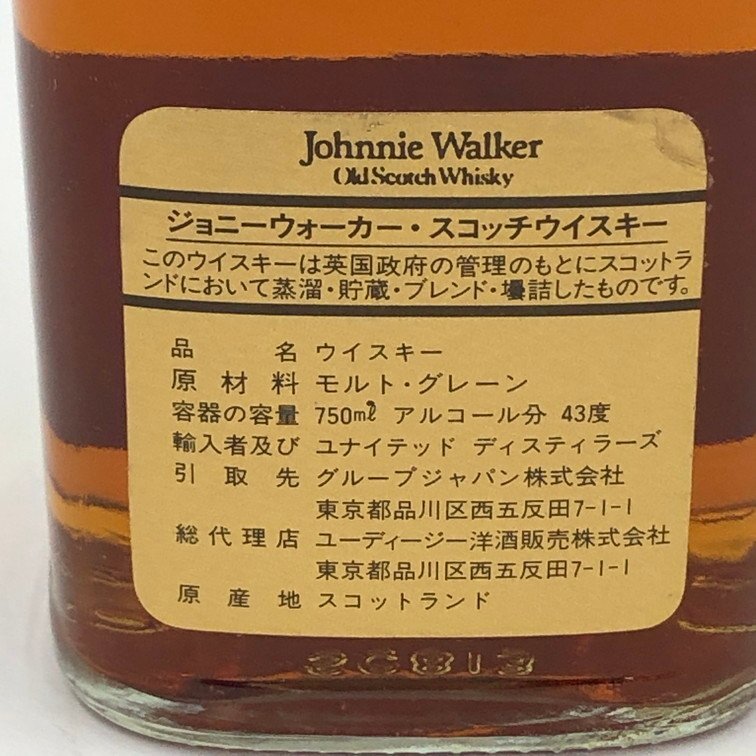 Johnnie Walker
Old Scotch Whisky
ジョニーウォーカー・スコッチウイスキー
このウイスキーは英国政府の管理のもとにスコットラ
ンドにおいて蒸溜・貯蔵・ブレンド・壜詰したものです。
品名 ウイスキー
原材料 モルト・グレーン
容器の容量 750mℓ アルコール分 43度
輸入者及び ユナイテッド ディスティラーズ
引取先 グループジャパン株式会社
東京都品川区西五反田7-1-1
総代理店 ユーディージー洋酒販売株式会社
東京都品川区西五反田7-1-1
原産地 スコットランド